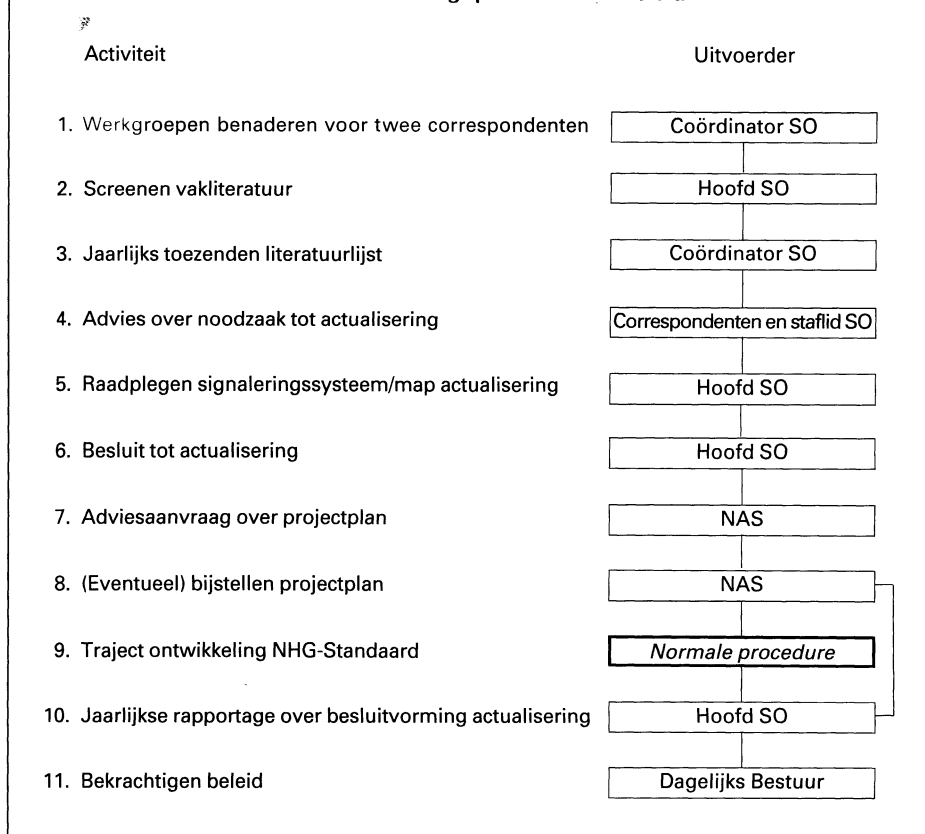 Activiteit Uitvoerder
1. Werkgroepen benaderen voor twee correspondenten Coördinator SO
2. Screenen vakliteratuur Hoofd SO
3. Jaarlijks toezenden literatuurlijst Coördinator SO
4. Advies over noodzaak tot actualisering Correspondenten en staflid SO
5. Raadplegen signaleringssysteem/map actualisering Hoofd SO
6. Besluit tot actualisering Hoofd SO
7. Adviesaanvraag over projectplan NAS
8. (Eventueel) bijstellen projectplan NAS
9. Traject ontwikkeling NHG-Standaard Normale procedure
10. Jaarlijkse rapportage over besluitvorming actualisering Hoofd SO
11. Bekrachtigen beleid Dagelijks Bestuur